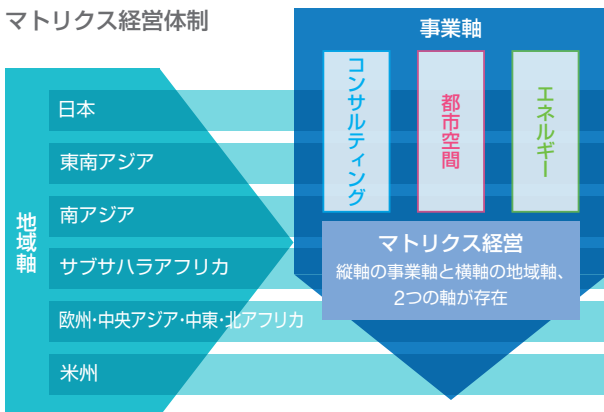 マトリクス経営体制
事業軸
コンサルティング
都市空間
エネルギー
地域軸
日本
東南アジア
南アジア
サブサハラアフリカ
欧州・中央アジア・中東・北アフリカ
米州
マトリクス経営
縦軸の事業軸と横軸の地域軸、
2つの軸が存在